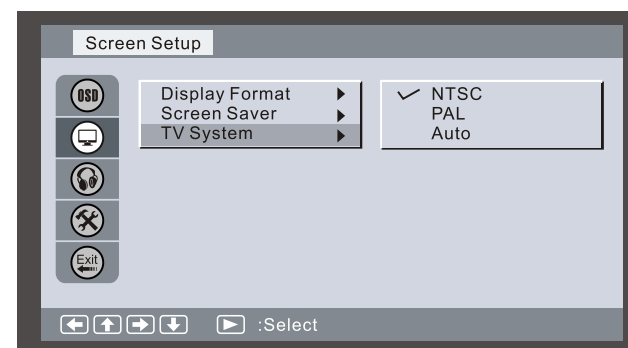 Screen Setup
OSD
Display Format
Screen Saver
TV System
NTSC
PAL
Auto
Exit
:Select